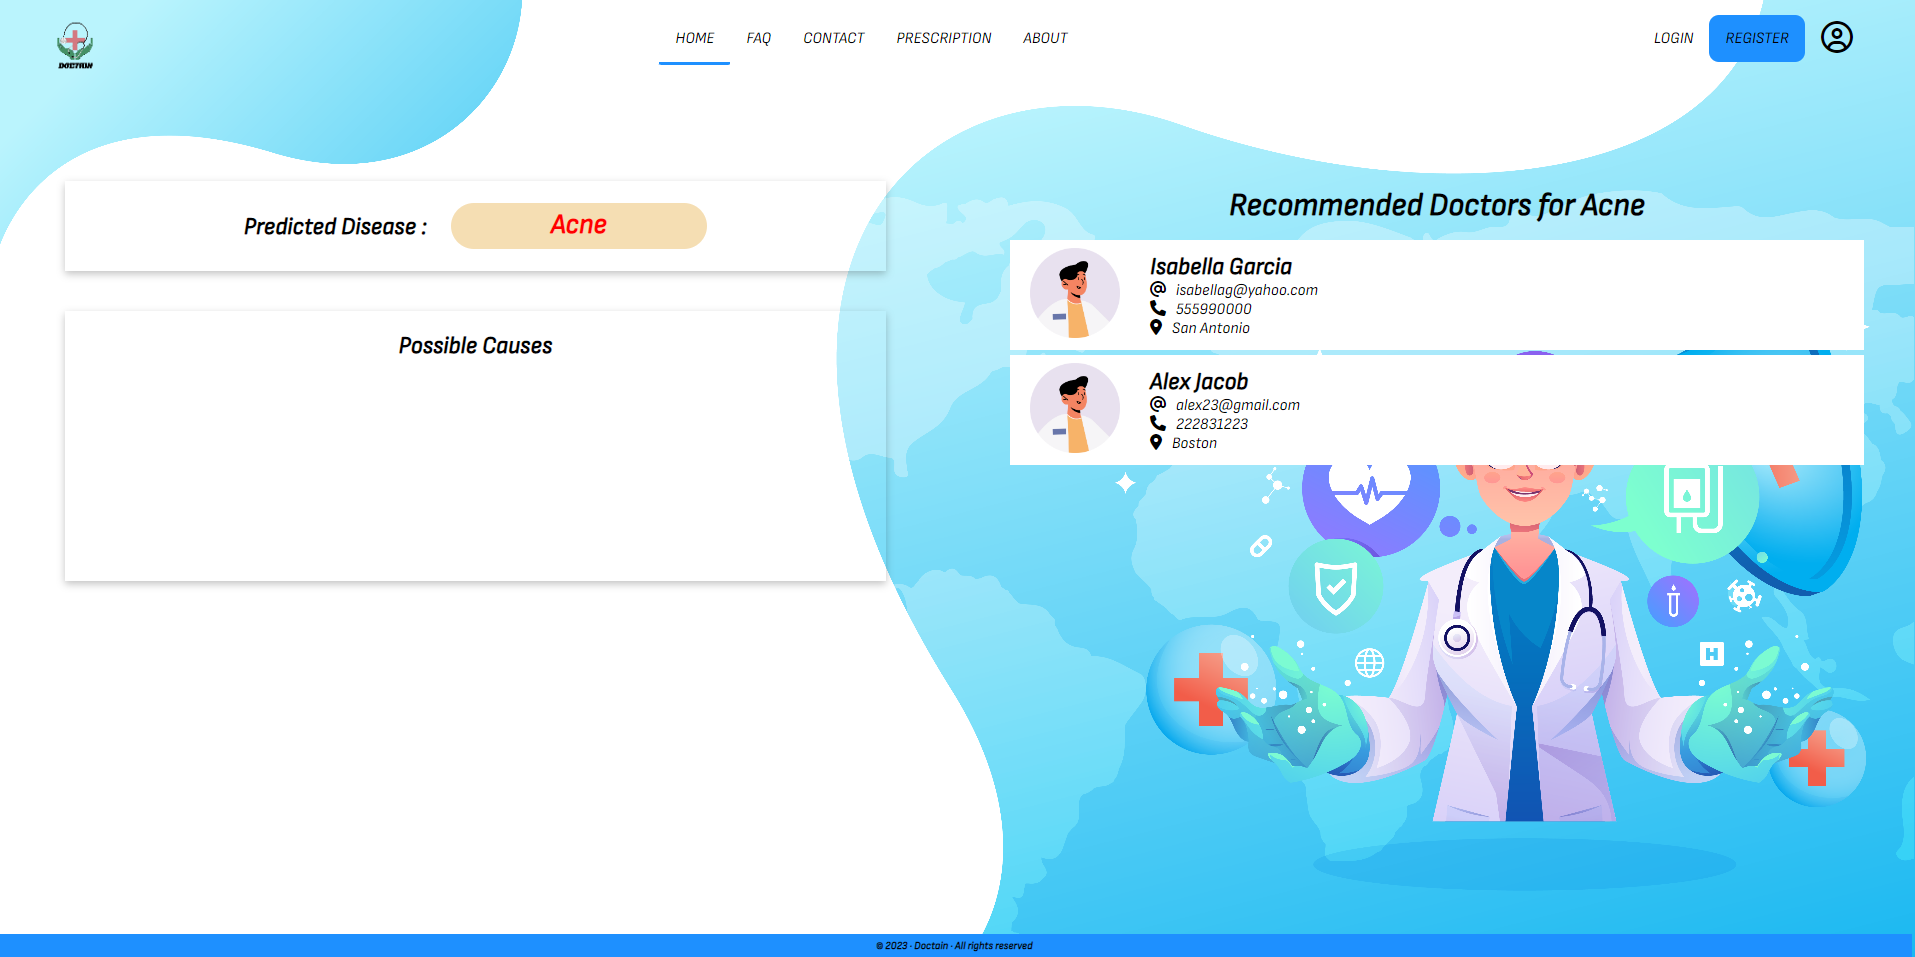 DOCTAIN
HOME FAQ CONTACT PRESCRIPTION ABOUT
LOGIN REGISTER
Predicted Disease : Acne
Possible Causes
Recommended Doctors for Acne
Isabella Garcia
isabellag@yahoo.com
555990000
San Antonio
Alex Jacob
alex23@gmail.com
222831223
Boston
H
© 2023 · Doctain · All rights reserved